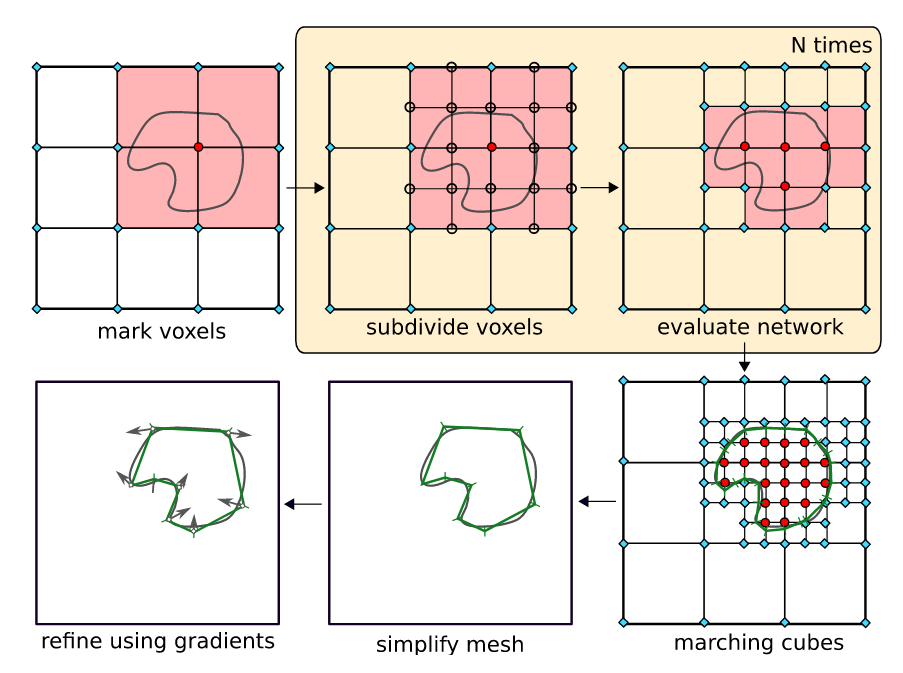 N times
mark voxels
subdivide voxels
evaluate network
refine using gradients
simplify mesh
marching cubes